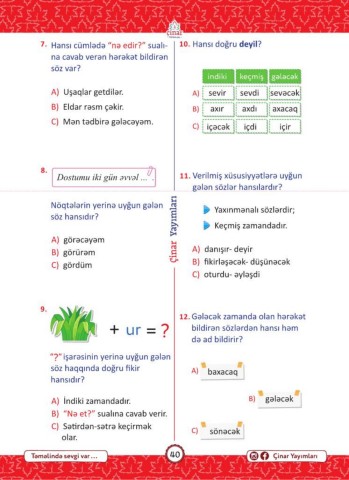 çinar
7. Hansı cümlədə “nə edir?” sualı-
na cavab verən hərəkət bildirən
söz var?
A) Uşaqlar getdilər.
B) Eldar rəsm çəkir.
C) Mən tədbirə gələcəyəm.
8.
Dostumu iki gün əvvəl ... .
Nöqtələrin yerinə uyğun gələn
söz hansıdır?
A) görəcəyəm
B) görürəm
C) gördüm
9.
+ ur = ?
“?” işarəsinin yerinə uyğun gələn
söz haqqında doğru fikir
hansıdır?
A) İndiki zamandadır.
B) “Nə et?” sualına cavab verir.
C) Sətirdən-sətrə keçirmək
olar.
Çinar Yayımları
10. Hansı doğru deyil?
indiki keçmiş gələcək
A) sevir sevdi sevəcək
B) axır axdı axacaq
C) içəcək içdi içir
11. Verilmiş xüsusiyyətlərə uyğun
gələn sözlər hansılardır?
Yaxınmənalı sözlərdir;
Keçmiş zamandadır.
A) danışır- deyir
B) fikirləşəcək- düşünəcək
C) oturdu- əyləşdi
12. Gələcək zamanda olan hərəkət
bildirən sözlərdən hansı həm
də ad bildirir?
A) baxacaq
B) gələcək
C) sönəcək
Təməlində sevgi var ...
40
Çinar Yayımları